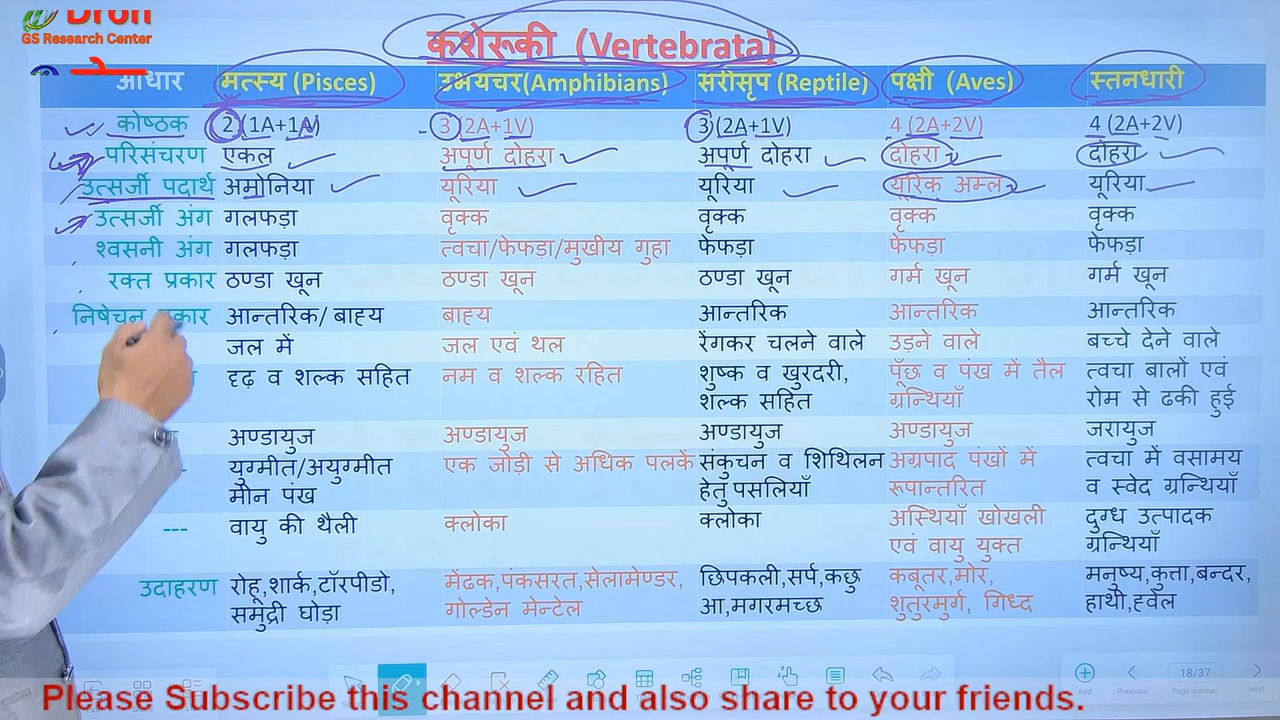 Dron
GS Research Center
कशेरूकी (Vertebrata)
आधार मत्स्य (Pisces) उभयचर(Amphibians) सरीसृप (Reptile) पक्षी (Aves) स्तनधारी
कोष्ठक 2 (1A+1V) 3 (2A+1V) 3 (2A+1V) 4 (2A+2V) 4 (2A+2V)
परिसंचरण एकल अपूर्ण दोहरा अपूर्ण दोहरा दोहरा दोहरा
उत्सर्जी पदार्थ अमोनिया यूरिया यूरिया यूरिक अम्ल यूरिया
उत्सर्जी अंग गलफड़ा वृक्क वृक्क वृक्क वृक्क
श्वसनी अंग गलफड़ा त्वचा/फेफड़ा/मुखीय गुहा फेफड़ा फेफड़ा फेफड़ा
रक्त प्रकार ठण्डा खून ठण्डा खून ठण्डा खून गर्म खून गर्म खून
निषेचन प्रकार आन्तरिक/ बाह्य बाह्य आन्तरिक आन्तरिक आन्तरिक
जल में जल एवं थल रेंगकर चलने वाले उड़ने वाले बच्चे देने वाले
दृढ़ व शल्क सहित नम व शल्क रहित शुष्क व खुरदरी, पूँछ व पंख में तैल त्वचा बालों एवं
शल्क सहित ग्रन्थियाँ रोम से ढकी हुई
अण्डायुज अण्डायुज अण्डायुज अण्डायुज जरायुज
युग्मीत/अयुग्मीत एक जोड़ी से अधिक पलकें संकुचन व शिथिलन अग्रपाद पंखों में त्वचा में वसामय
मीन पंख हेतु पसलियाँ रूपान्तरित व स्वेद ग्रन्थियाँ
--- वायु की थैली क्लोका क्लोका अस्थियाँ खोखली दुग्ध उत्पादक
एवं वायु युक्त ग्रन्थियाँ
उदाहरण रोहू,शार्क,टॉरपीडो, मेंढक,पंकसरत,सेलामेण्डर, छिपकली,सर्प,कछु कबूतर,मोर, मनुष्य,कुत्ता,बन्दर,
समुद्री घोड़ा गोल्डेन मेन्टेल आ,मगरमच्छ शुतुरमुर्ग, गिध्द हाथी,ह्वेल
Add Previous 18/37 Page number Next
Please Subscribe this channel and also share to your friends.